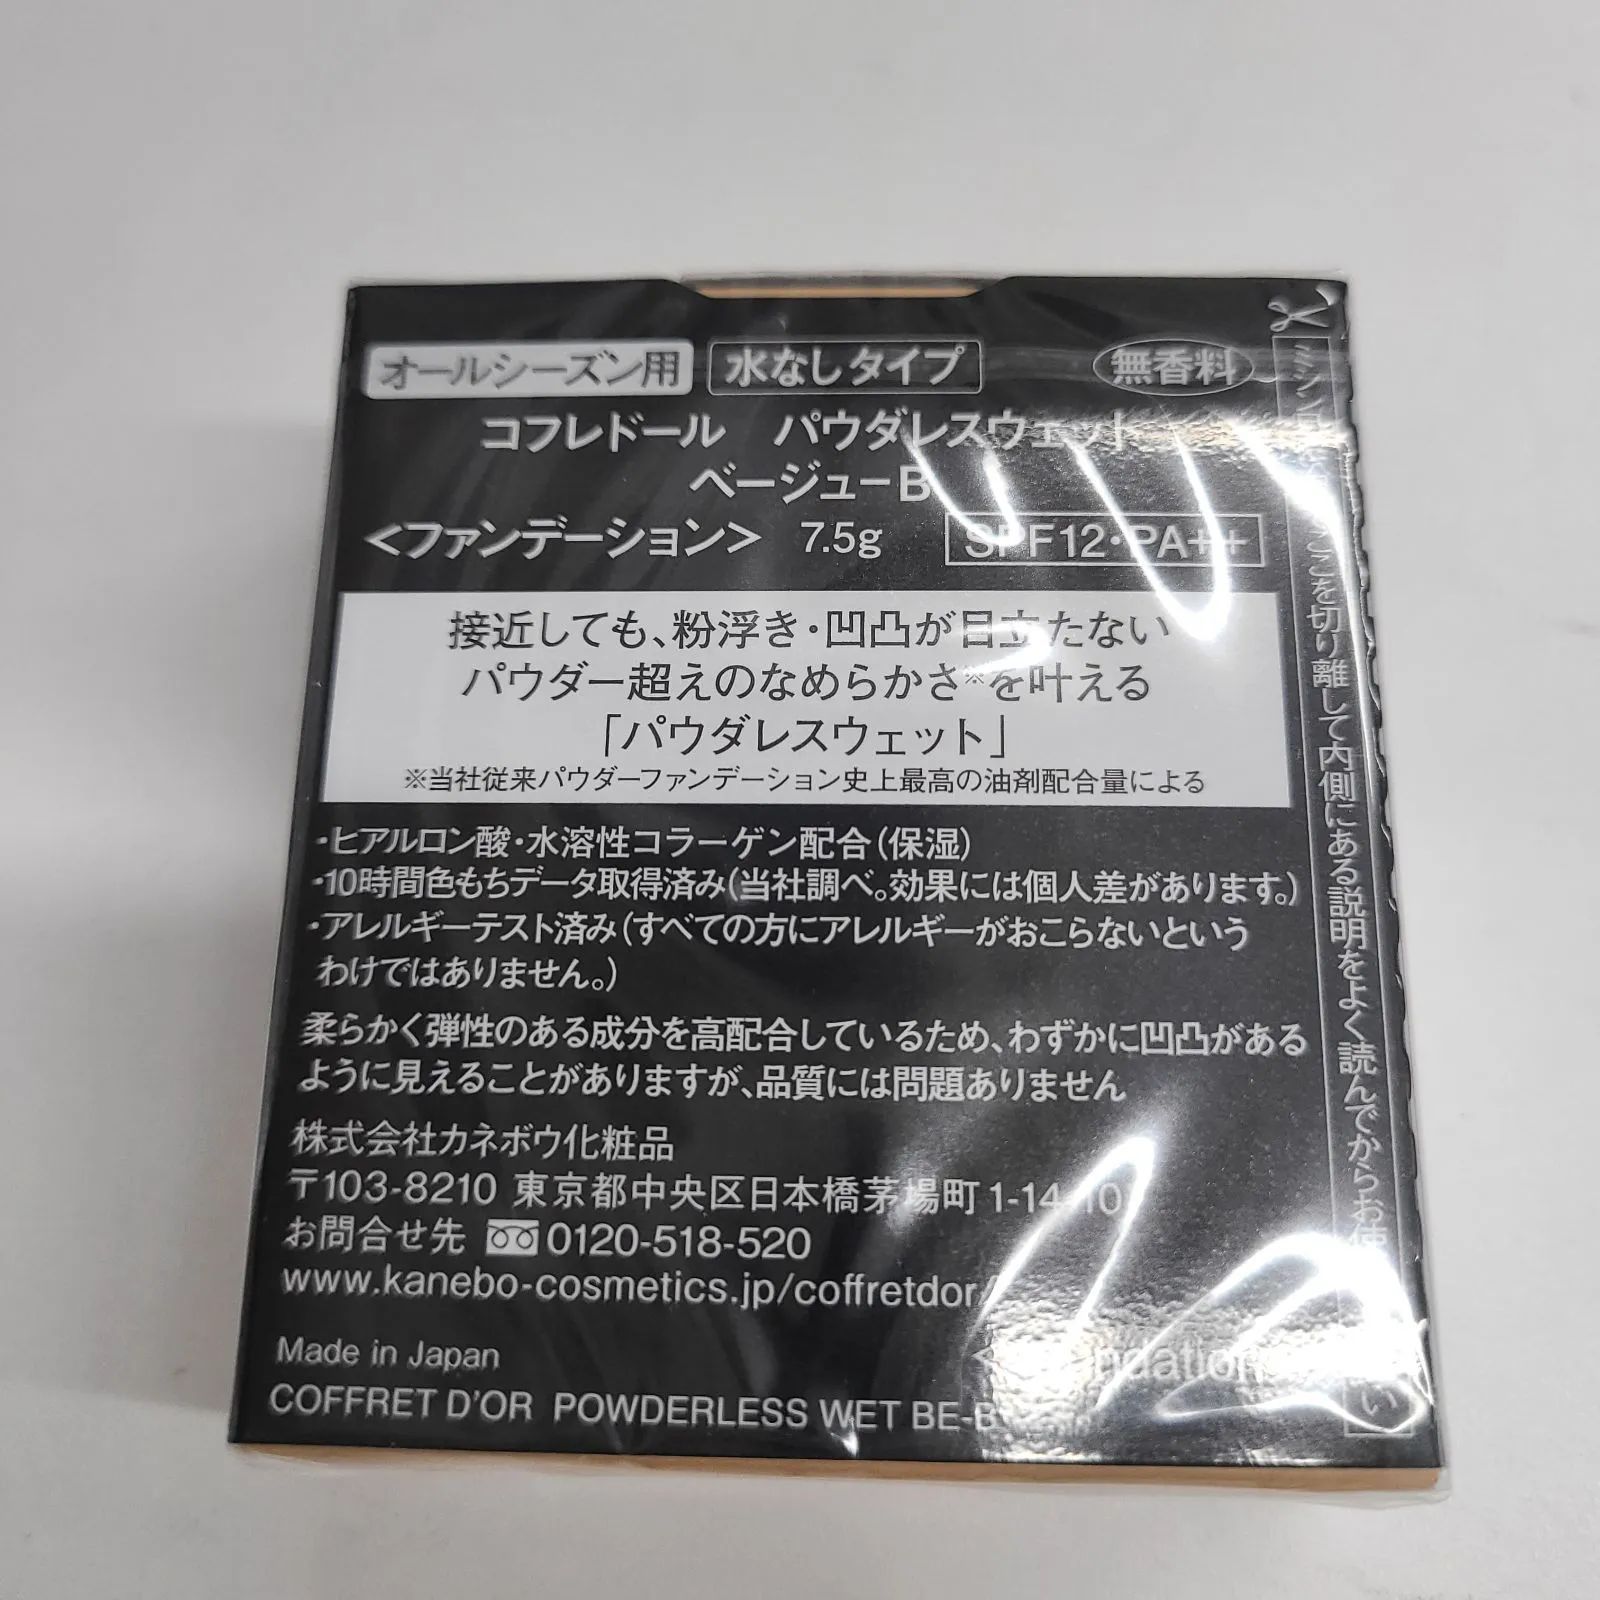 オールシーズン用 水なしタイプ 無香料
コフレドール パウダレスウェット
ベージューB
<ファンデーション> 7.5g SPF12・PA++
接近しても、粉浮き・凹凸が目立たない
パウダー超えのなめらかさ※を叶える
「パウダレスウェット」
※当社従来パウダーファンデーション史上最高の油剤配合量による
・ヒアルロン酸・水溶性コラーゲン配合(保湿)
・10時間色もちデータ取得済み(当社調べ。効果には個人差があります。)
・アレルギーテスト済み(すべての方にアレルギーがおこらないという
わけではありません。)
柔らかく弾性のある成分を高配合しているため、わずかに凹凸がある
ように見えることがありますが、品質には問題ありません
株式会社カネボウ化粧品
〒103-8210 東京都中央区日本橋茅場町1-14-10
お問合せ先 0120-518-520
www.kanebo-cosmetics.jp/coffretdor/
Made in Japan
COFFRET D'OR POWDERLESS WET BE-B
ミシン ここを切り離して内側にある説明をよく読んでからお使い